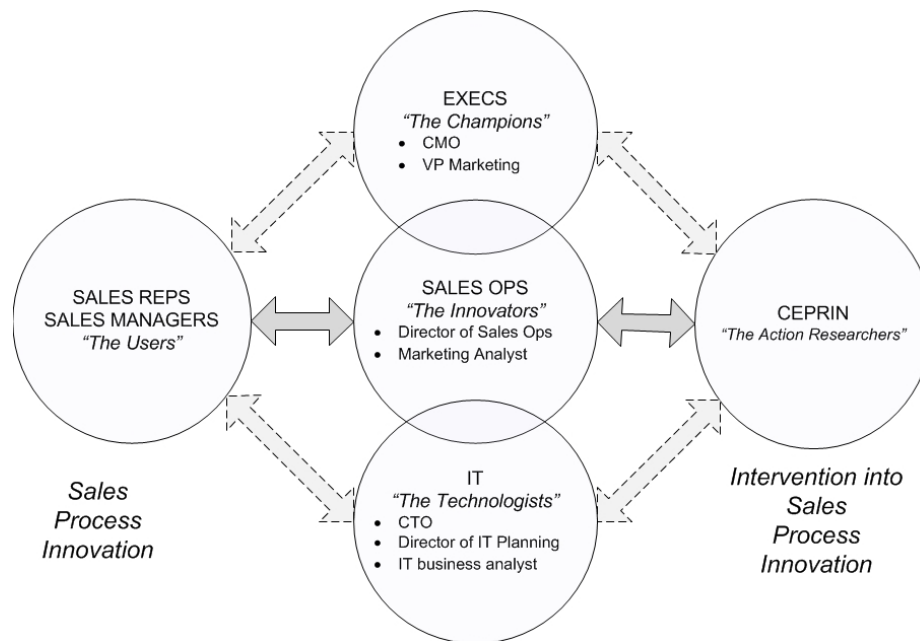 EXECS
“The Champions”
• CMO
• VP Marketing
SALES REPS
SALES MANAGERS
“The Users”
SALES OPS
“The Innovators”
• Director of Sales Ops
• Marketing Analyst
CEPRIN
“The Action Researchers”
IT
“The Technologists”
• CTO
• Director of IT Planning
• IT business analyst
Sales
Process
Innovation
Intervention into
Sales
Process
Innovation